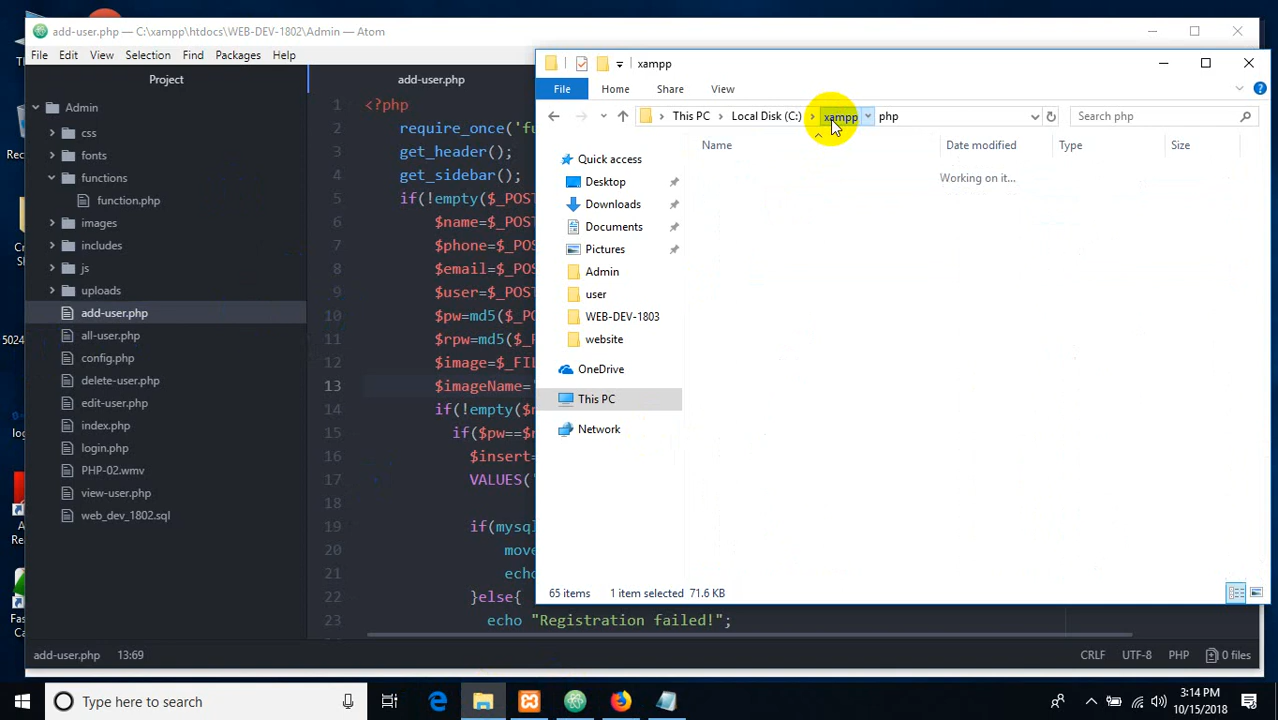 add-user.php — C:\xampp\htdocs\WEB-DEV-1802\Admin — Atom
File Edit View Selection Find Packages Help
Project
Admin
css
fonts
functions
function.php
images
includes
js
uploads
add-user.php
all-user.php
config.php
delete-user.php
edit-user.php
index.php
login.php
PHP-02.wmv
view-user.php
web_dev_1802.sql
add-user.php
1 <?php
2 require_once('fu
3 get_header();
4 get_sidebar();
5 if(!empty($_POST
6 $name=$_POST
7 $phone=$_POS
8 $email=$_POS
9 $user=$_POST
10 $pw=md5($_PO
11 $rpw=md5($_P
12 $image=$_FIL
13 $imageName='
14 if(!empty($n
15 if($pw==$r
16 $insert=
17 VALUES('
18
19 if(mysql
20 move
21 echo
22 }else{
23 echo "Registration failed!";
add-user.php 13:69
CRLF UTF-8 PHP 0 files
xampp
File Home Share View
This PC Local Disk (C:) xampp php
Search php
Name Date modified Type Size
Working on it...
Quick access
Desktop
Downloads
Documents
Pictures
Admin
user
WEB-DEV-1803
website
OneDrive
This PC
Network
65 items 1 item selected 71.6 KB
5024
Type here to search
3:14 PM
10/15/2018